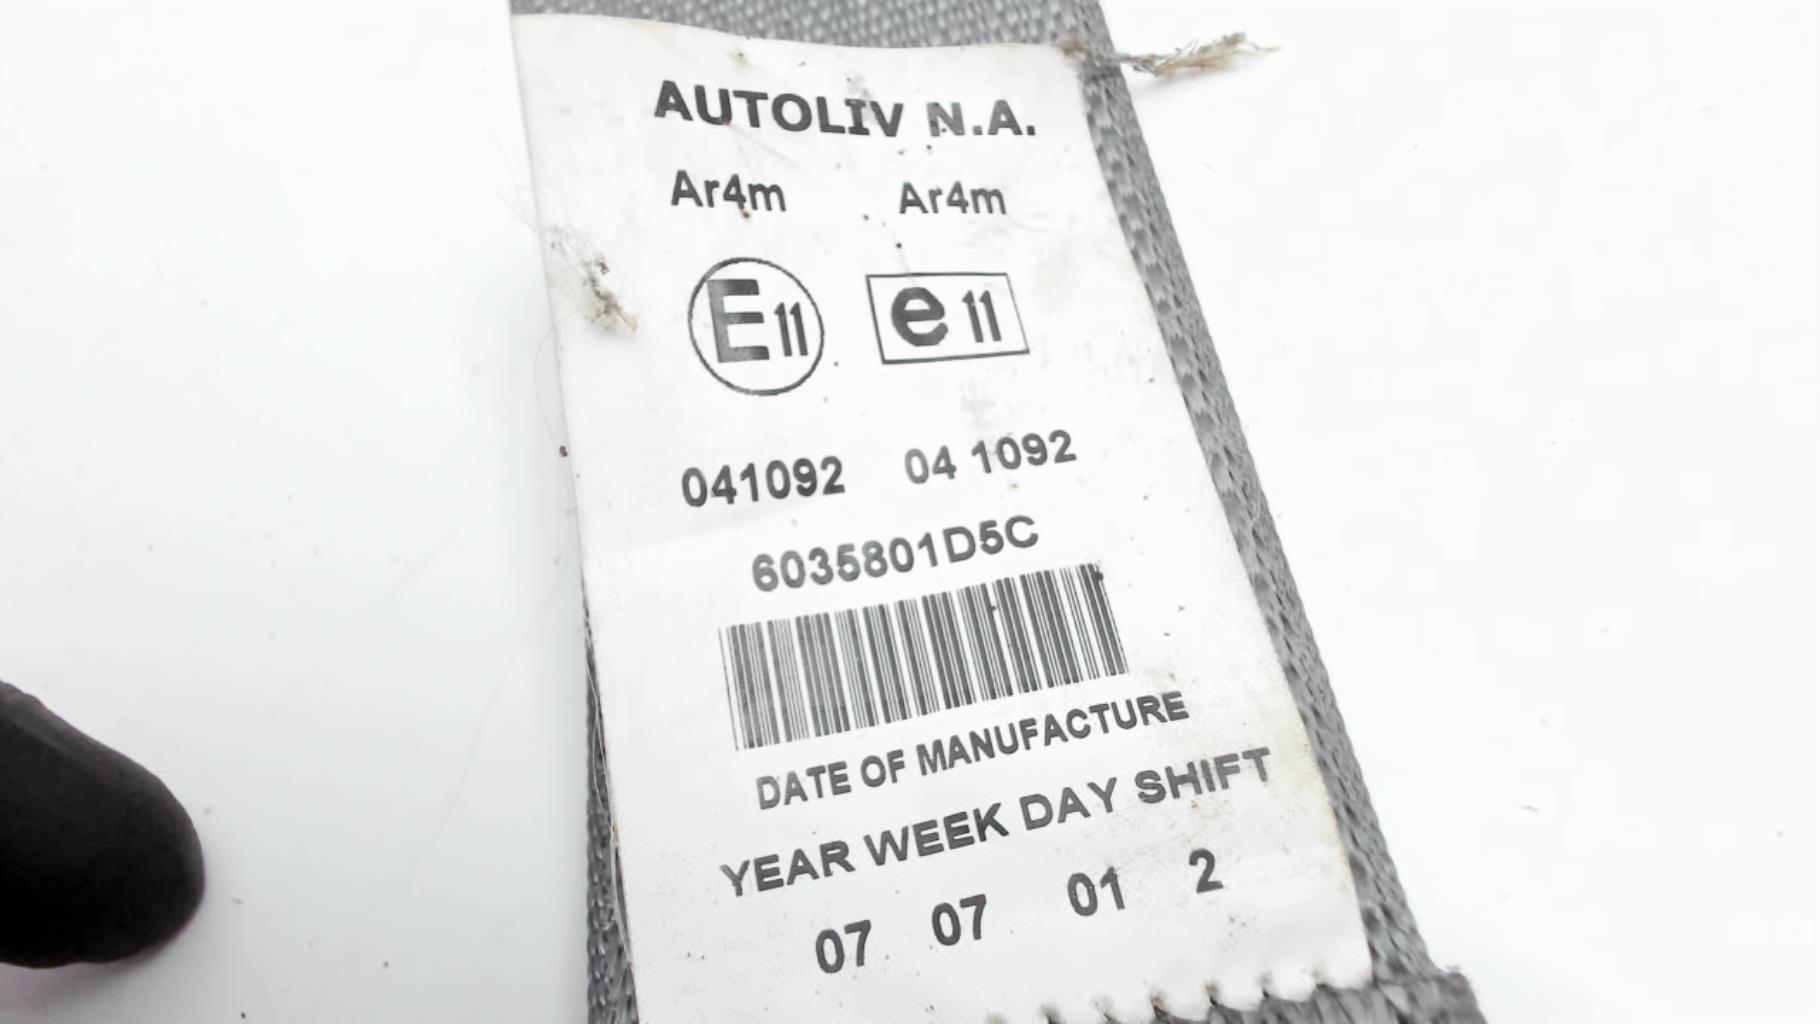 AUTOLIV N.A.
Ar4m Ar4m
E11 e11
041092 04 1092
6035801D5C
DATE OF MANUFACTURE
YEAR WEEK DAY SHIFT
07 07 01 2